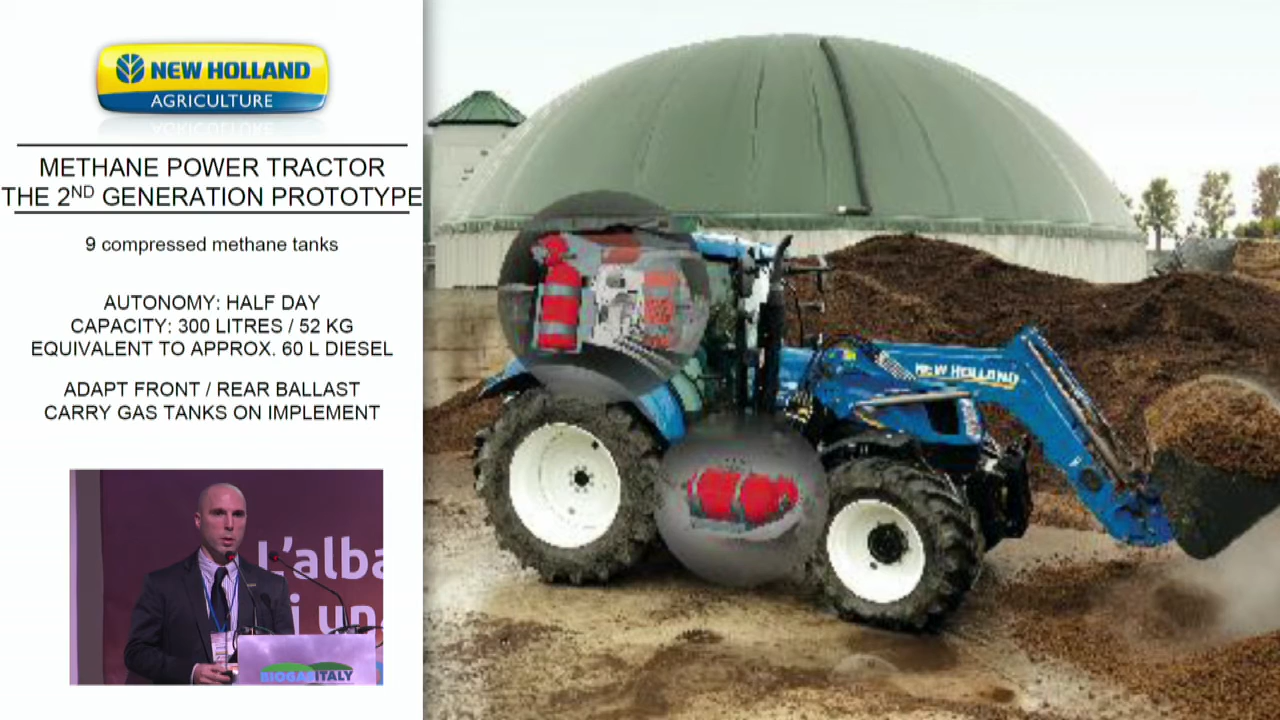 NEW HOLLAND
AGRICULTURE
METHANE POWER TRACTOR
THE 2ND GENERATION PROTOTYPE
9 compressed methane tanks
AUTONOMY: HALF DAY
CAPACITY: 300 LITRES / 52 KG
EQUIVALENT TO APPROX. 60 L DIESEL
ADAPT FRONT / REAR BALLAST
CARRY GAS TANKS ON IMPLEMENT
NEW HOLLAND
L'alba
i un
BIOGASITALY